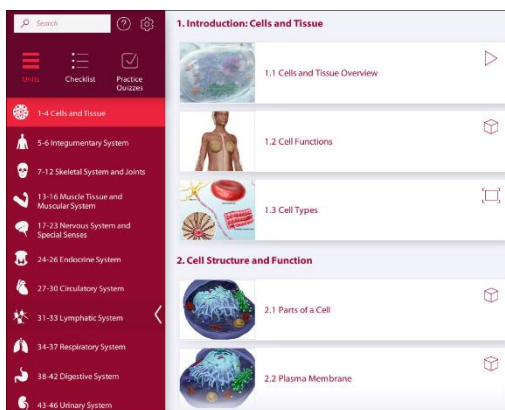 Search
Units
Checklist
Practice
Quizzes
1-4 Cells and Tissue
5-6 Integumentary System
7-12 Skeletal System and Joints
13-16 Muscle Tissue and
Muscular System
17-23 Nervous System and
Special Senses
24-26 Endocrine System
27-30 Circulatory System
31-33 Lymphatic System
34-37 Respiratory System
38-42 Digestive System
43-46 Urinary System
1. Introduction: Cells and Tissue
1.1 Cells and Tissue Overview
1.2 Cell Functions
1.3 Cell Types
2. Cell Structure and Function
2.1 Parts of a Cell
2.2 Plasma Membrane